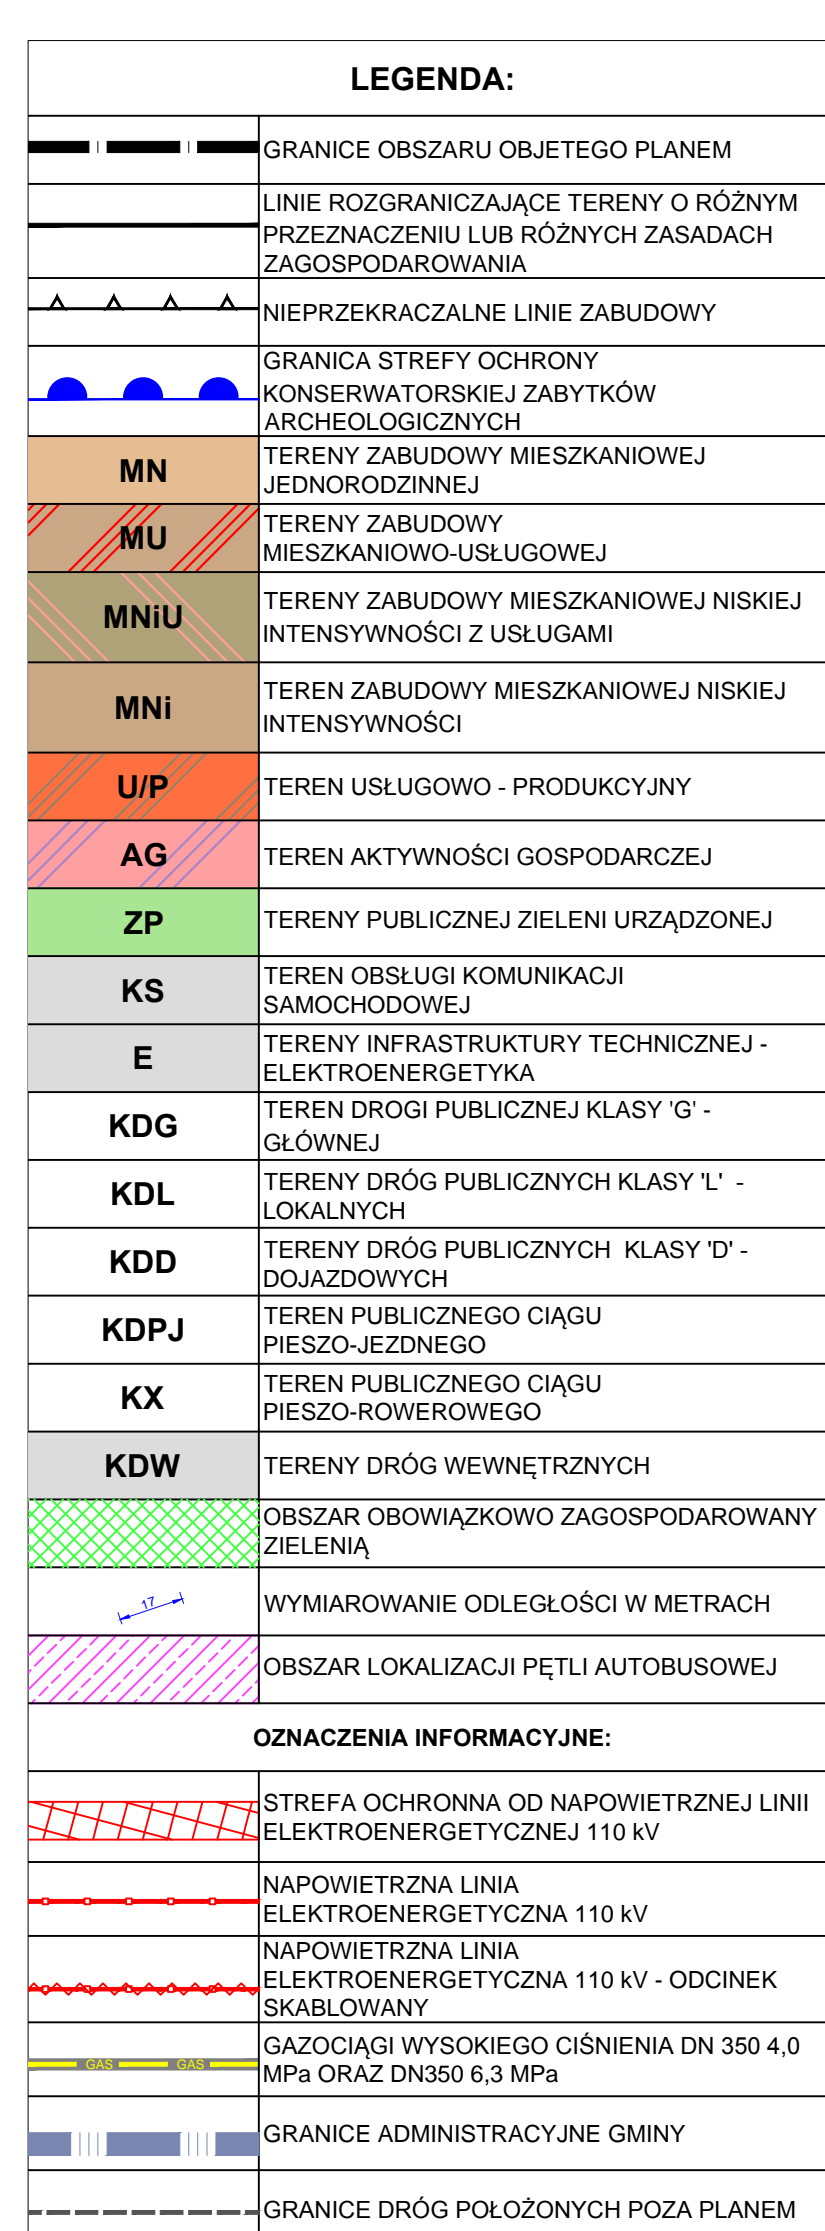 LEGENDA:
GRANICE OBSZARU OBJETEGO PLANEM
LINIE ROZGRANICZAJĄCE TERENY O RÓŻNYM
PRZEZNACZENIU LUB RÓŻNYCH ZASADACH
ZAGOSPODAROWANIA
NIEPRZEKRACZALNE LINIE ZABUDOWY
GRANICA STREFY OCHRONY
KONSERWATORSKIEJ ZABYTKÓW
ARCHEOLOGICZNYCH
MN
TERENY ZABUDOWY MIESZKANIOWEJ
JEDNORODZINNEJ
MU
TERENY ZABUDOWY
MIESZKANIOWO-USŁUGOWEJ
MNiU
TERENY ZABUDOWY MIESZKANIOWEJ NISKIEJ
INTENSYWNOŚCI Z USŁUGAMI
MNi
TEREN ZABUDOWY MIESZKANIOWEJ NISKIEJ
INTENSYWNOŚCI
U/P
TEREN USŁUGOWO - PRODUKCYJNY
AG
TEREN AKTYWNOŚCI GOSPODARCZEJ
ZP
TERENY PUBLICZNEJ ZIELENI URZĄDZONEJ
KS
TEREN OBSŁUGI KOMUNIKACJI
SAMOCHODOWEJ
E
TERENY INFRASTRUKTURY TECHNICZNEJ -
ELEKTROENERGETYKA
KDG
TEREN DROGI PUBLICZNEJ KLASY 'G' -
GŁÓWNEJ
KDL
TERENY DRÓG PUBLICZNYCH KLASY 'L' -
LOKALNYCH
KDD
TERENY DRÓG PUBLICZNYCH KLASY 'D' -
DOJAZDOWYCH
KDPJ
TEREN PUBLICZNEGO CIĄGU
PIESZO-JEZDNEGO
KX
TEREN PUBLICZNEGO CIĄGU
PIESZO-ROWEROWEGO
KDW
TERENY DRÓG WEWNĘTRZNYCH
OBSZAR OBOWIĄZKOWO ZAGOSPODAROWANY
ZIELENIĄ
17
WYMIAROWANIE ODLEGŁOŚCI W METRACH
OBSZAR LOKALIZACJI PĘTLI AUTOBUSOWEJ
OZNACZENIA INFORMACYJNE:
STREFA OCHRONNA OD NAPOWIETRZNEJ LINII
ELEKTROENERGETYCZNEJ 110 kV
NAPOWIETRZNA LINIA
ELEKTROENERGETYCZNA 110 kV
NAPOWIETRZNA LINIA
ELEKTROENERGETYCZNA 110 kV - ODCINEK
SKABLOWANY
GAS GAS
GAZOCIĄGI WYSOKIEGO CIŚNIENIA DN 350 4,0
MPa ORAZ DN350 6,3 MPa
GRANICE ADMINISTRACYJNE GMINY
GRANICE DRÓG POŁOŻONYCH POZA PLANEM